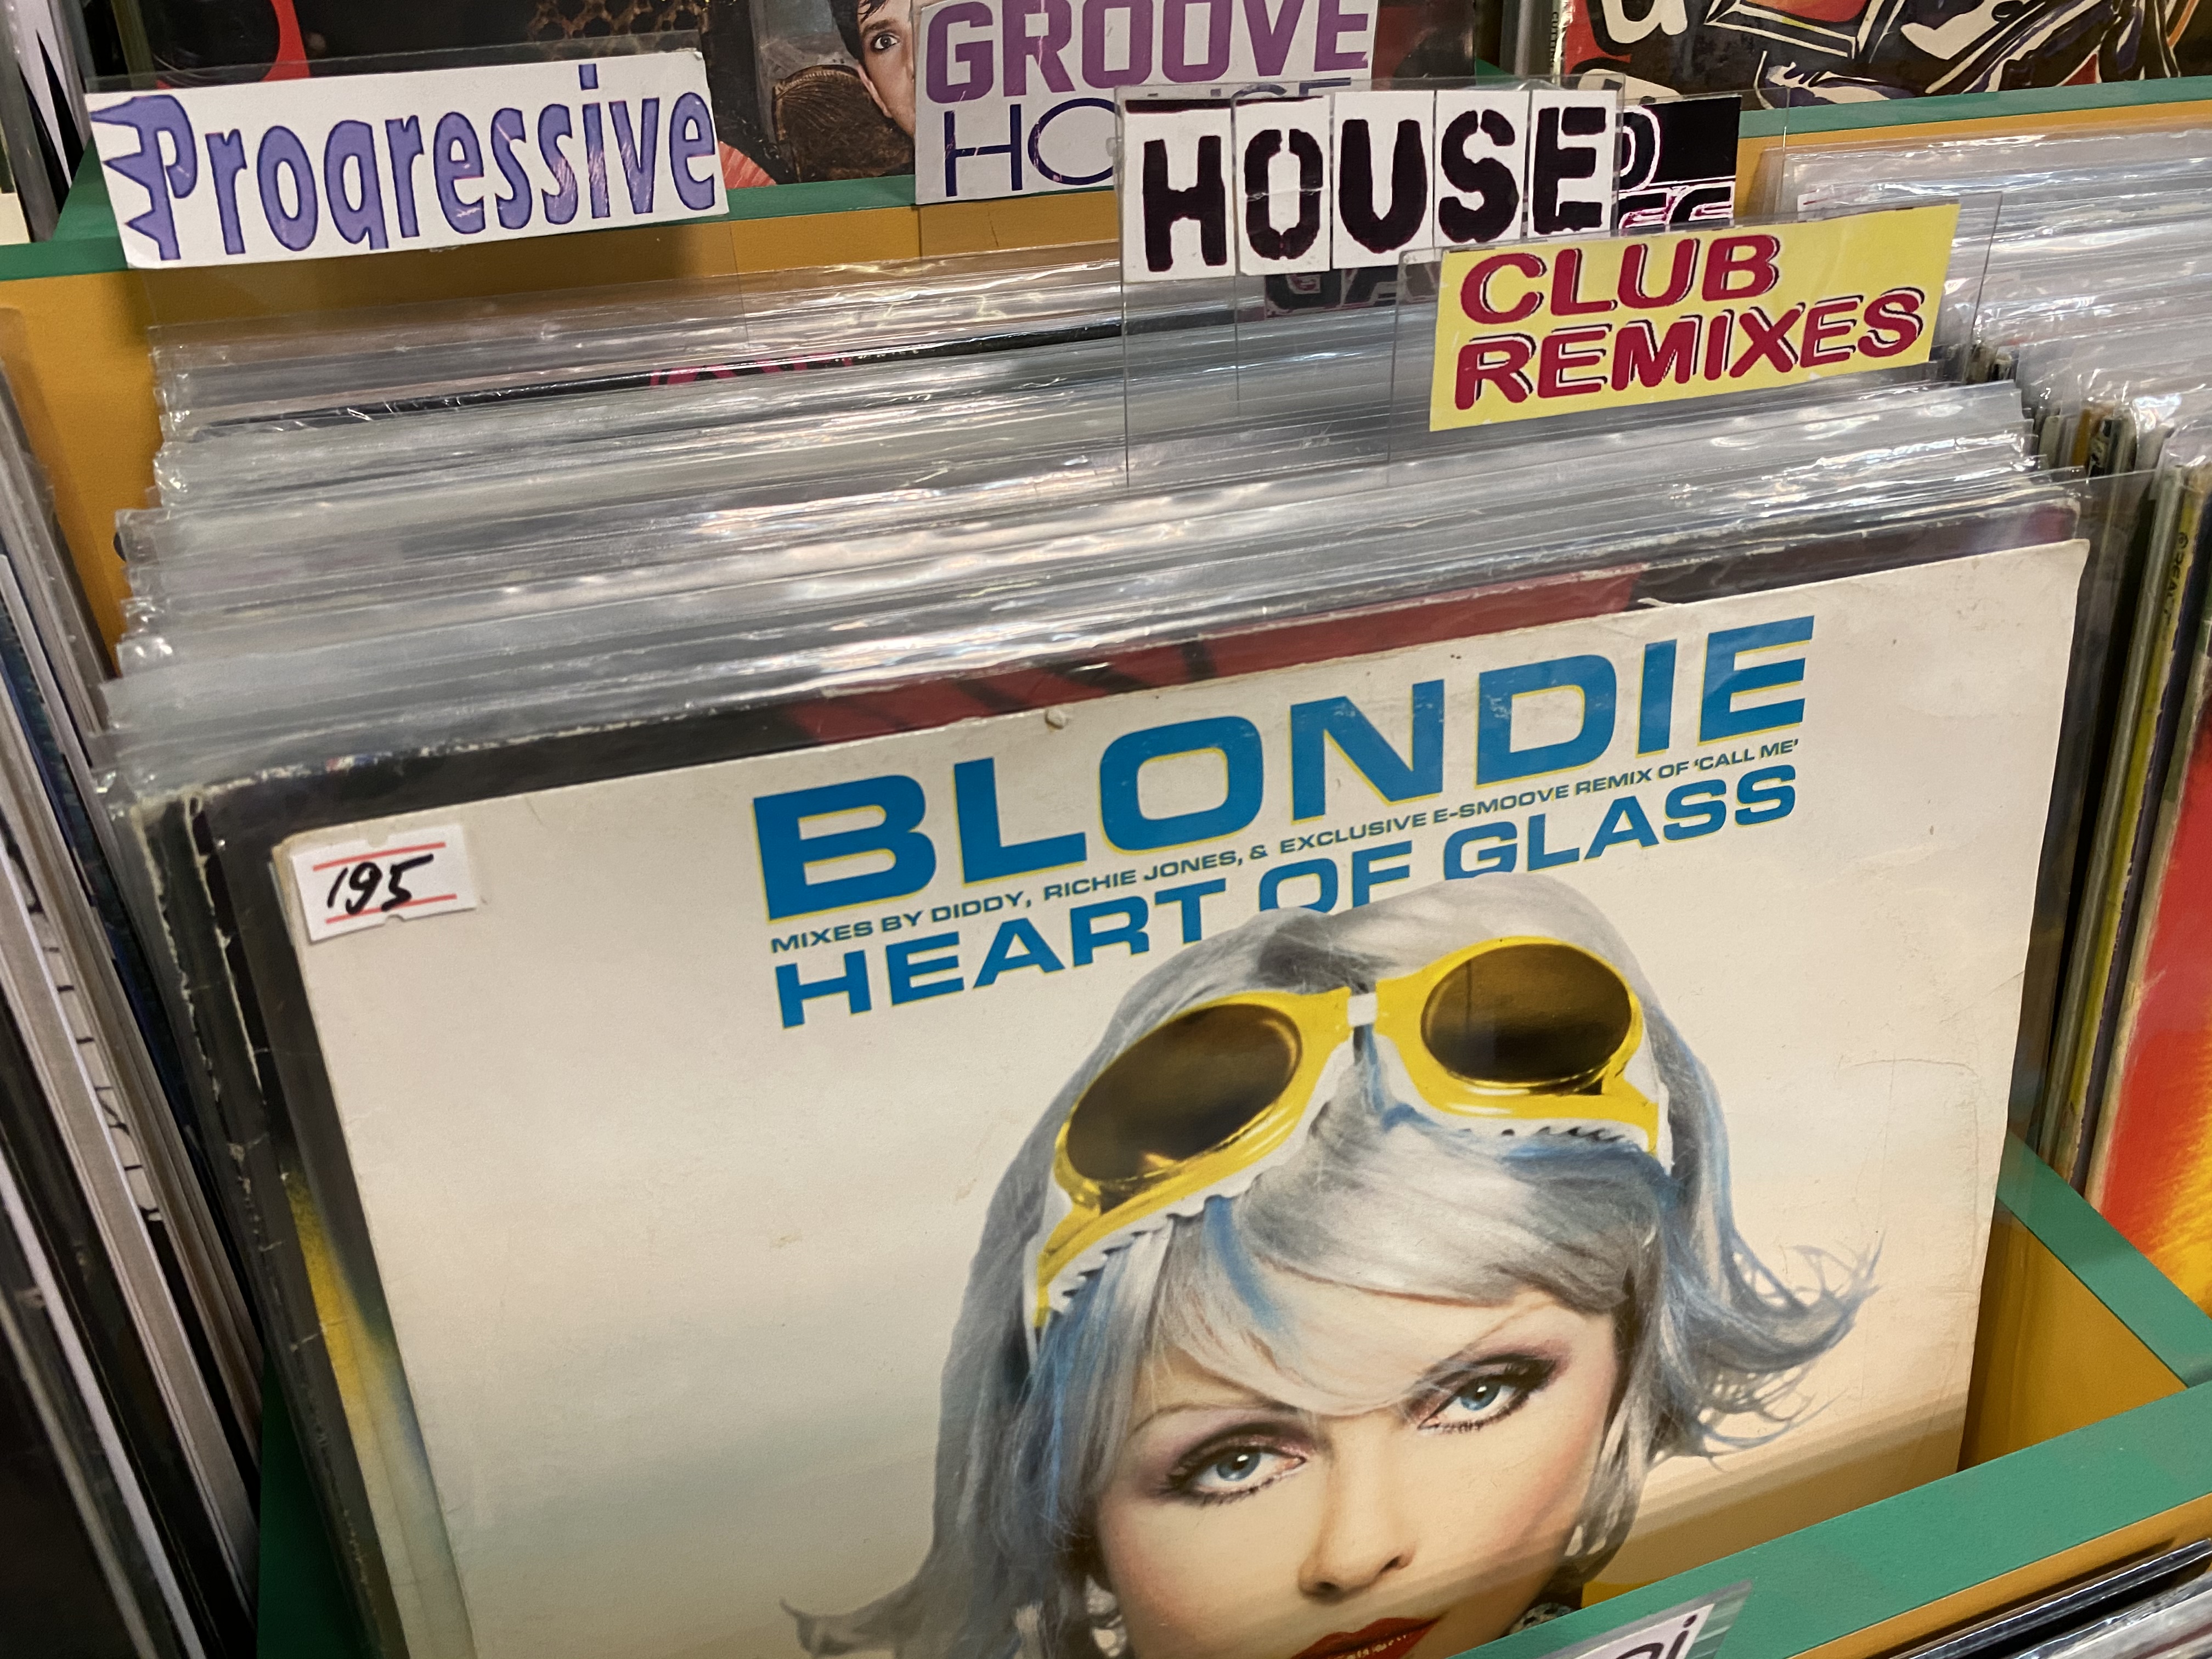 Progressive
GROOVE
HOUSE
CLUB
REMIXES
195
BLONDIE
MIXES BY DIDDY, RICHIE JONES, & EXCLUSIVE E-SMOOVE REMIX OF 'CALL ME'
HEART OF GLASS